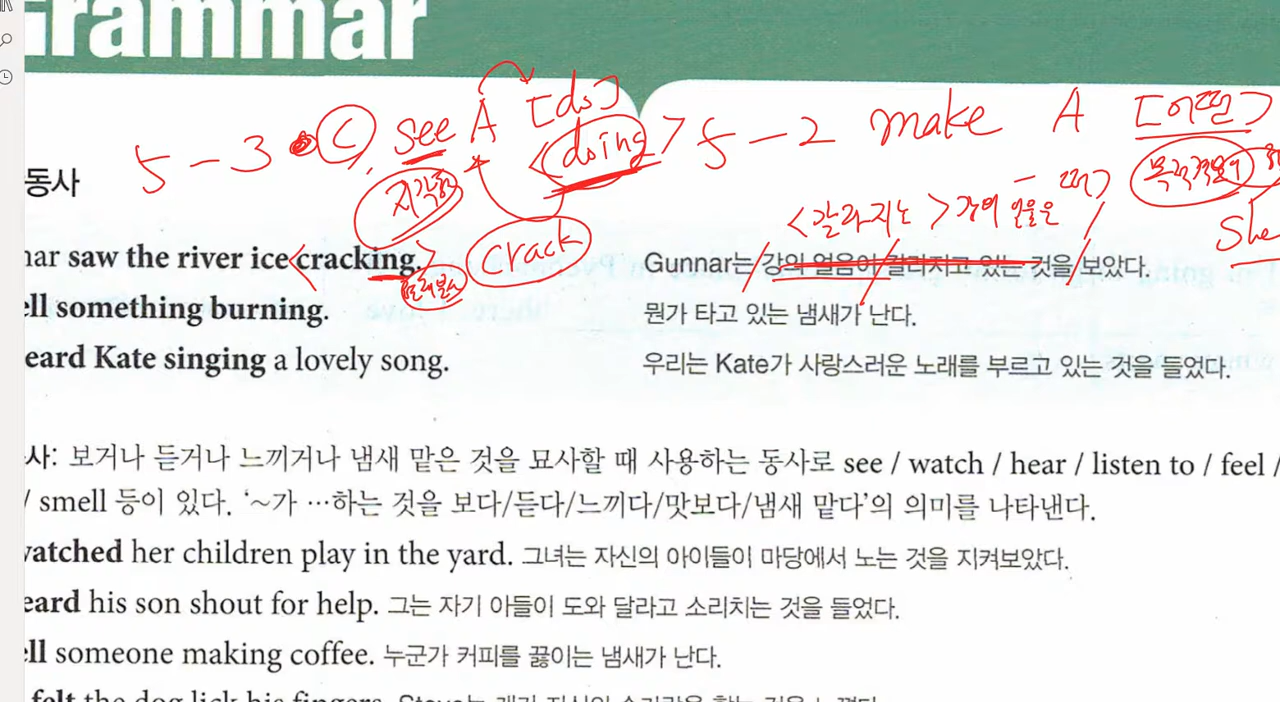 Grammar
5-3 C, see A [do]
<doing> 5-2 make A [어떤]
지각동 목적격보어
동사
<갈라지는> 강의 얼음을
crack She
nar saw the river ice <cracking.> Gunnar는 강의 얼음이 갈라지고 있는 것을 보았다.
ell something burning. 뭔가 타고 있는 냄새가 난다.
eard Kate singing a lovely song. 우리는 Kate가 사랑스러운 노래를 부르고 있는 것을 들었다.
사: 보거나 듣거나 느끼거나 냄새 맡은 것을 묘사할 때 사용하는 동사로 see / watch / hear / listen to / feel /
/ smell 등이 있다. ‘~가 …하는 것을 보다/듣다/느끼다/맛보다/냄새 맡다’의 의미를 나타낸다.
watched her children play in the yard. 그녀는 자신의 아이들이 마당에서 노는 것을 지켜보았다.
eard his son shout for help. 그는 자기 아들이 도와 달라고 소리치는 것을 들었다.
ell someone making coffee. 누군가 커피를 끓이는 냄새가 난다.
felt the dog lick his fingers.